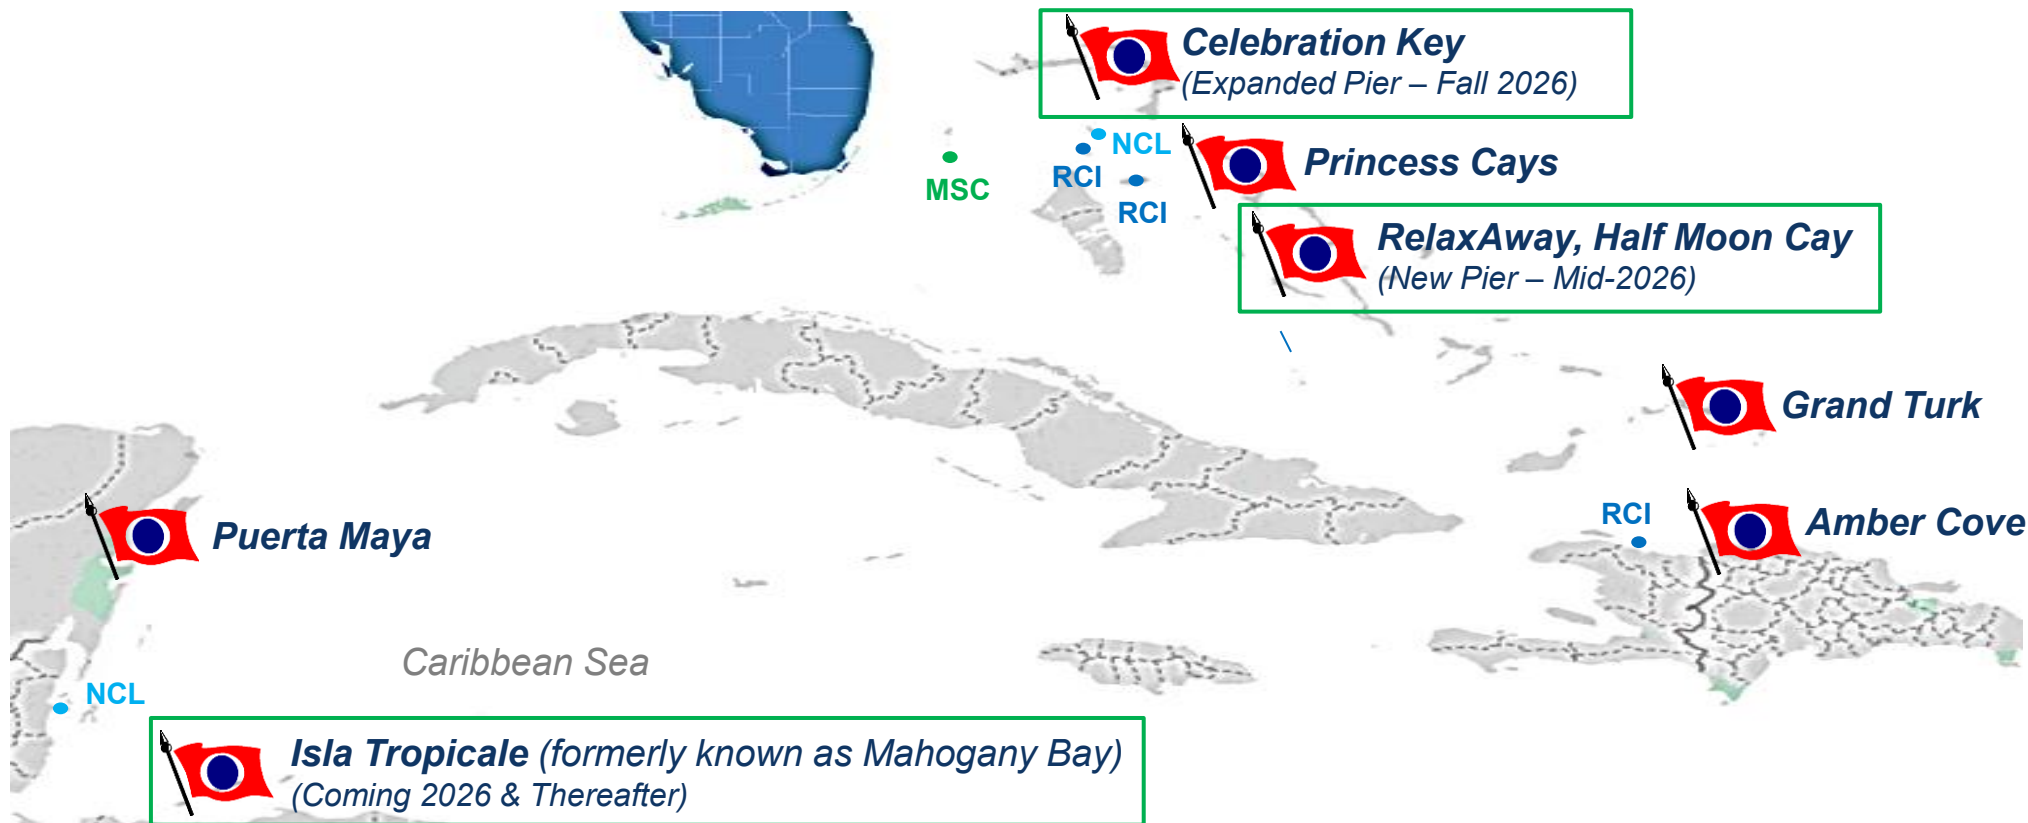 Celebration Key
(Expanded Pier – Fall 2026)
NCL
RCI
MSC
RCI
Princess Cays
RelaxAway, Half Moon Cay
(New Pier – Mid-2026)
Grand Turk
RCI
Amber Cove
Puerta Maya
Caribbean Sea
NCL
Isla Tropicale (formerly known as Mahogany Bay)
(Coming 2026 & Thereafter)